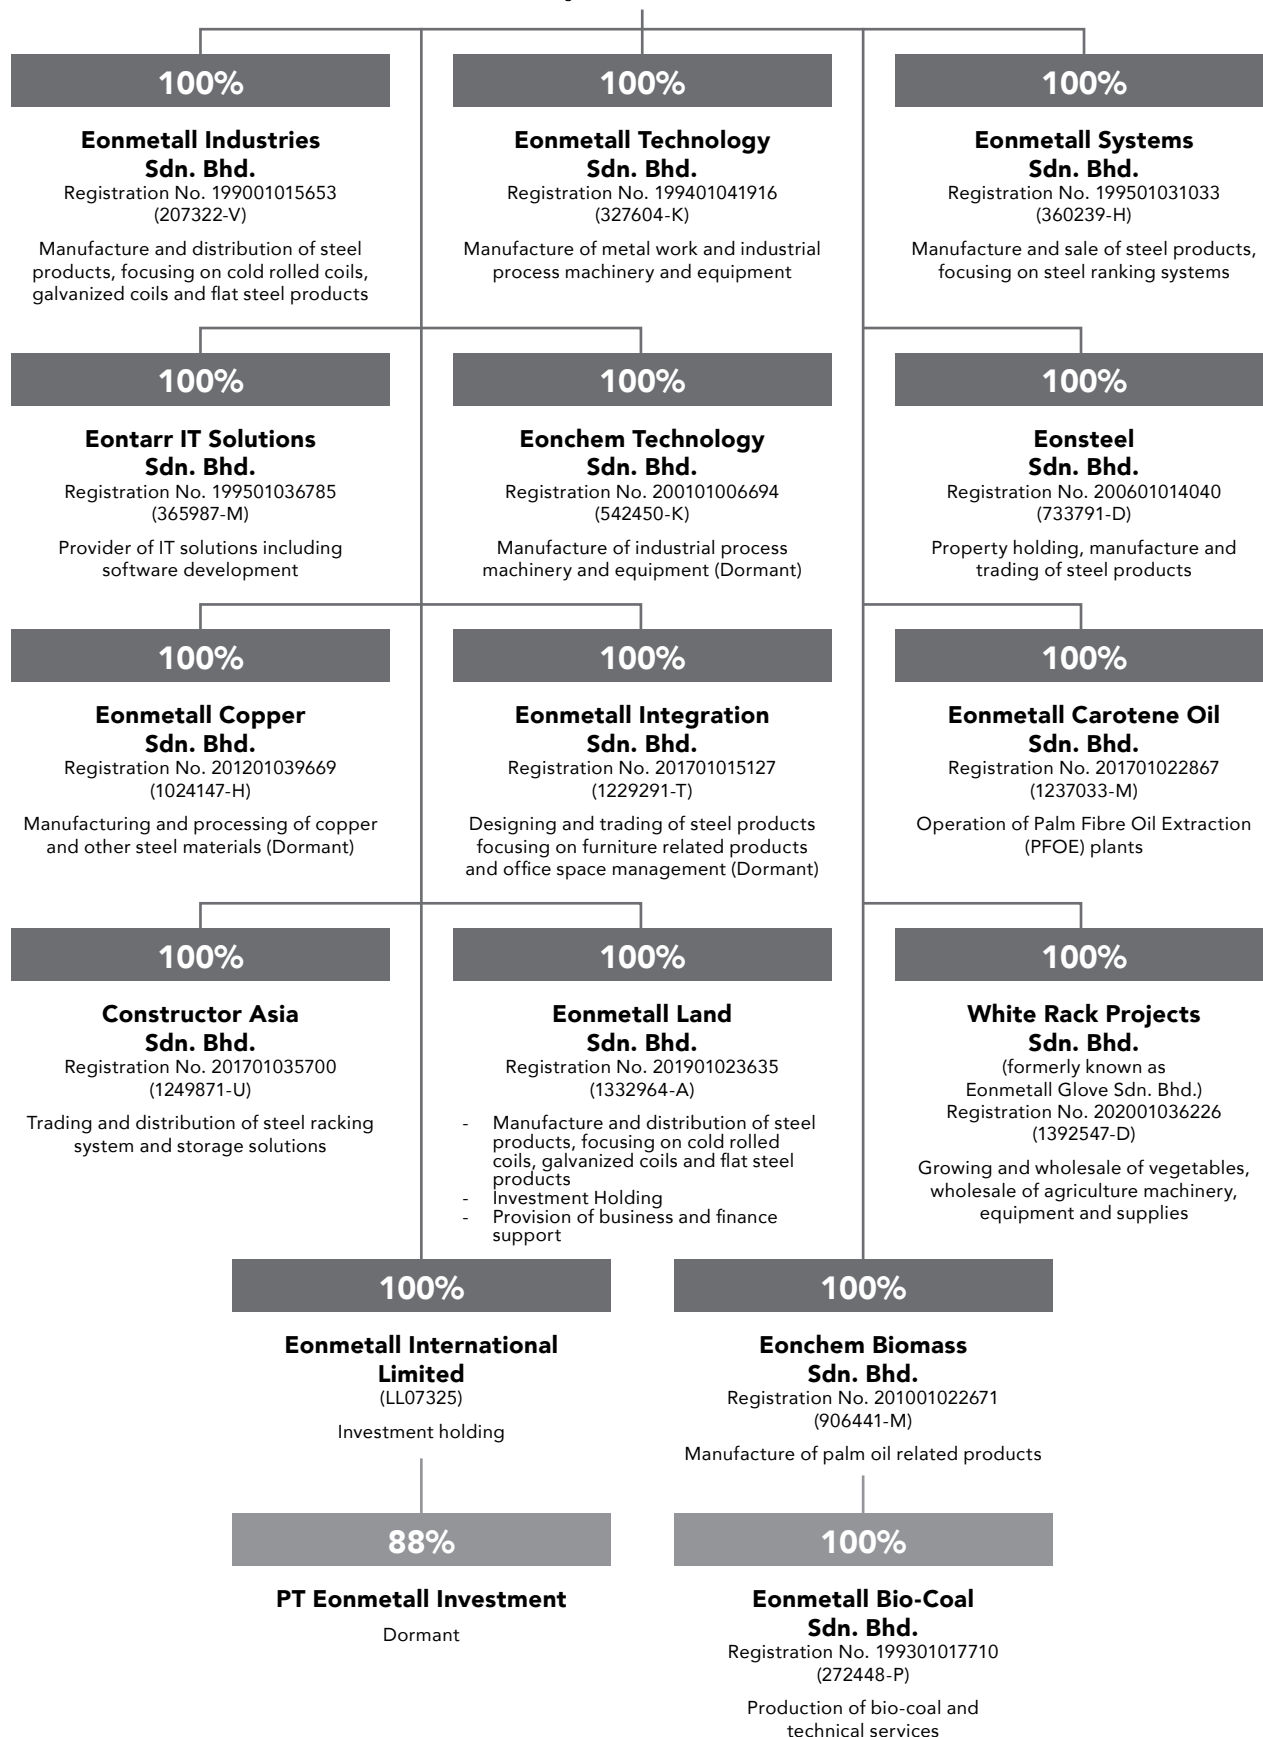 100%
Eonmetall Industries
Sdn. Bhd.
Registration No. 199001015653
(207322-V)
Manufacture and distribution of steel
products, focusing on cold rolled coils,
galvanized coils and flat steel products
100%
Eonmetall Technology
Sdn. Bhd.
Registration No. 199401041916
(327604-K)
Manufacture of metal work and industrial
process machinery and equipment
100%
Eonmetall Systems
Sdn. Bhd.
Registration No. 199501031033
(360239-H)
Manufacture and sale of steel products,
focusing on steel ranking systems
100%
Eontarr IT Solutions
Sdn. Bhd.
Registration No. 199501036785
(365987-M)
Provider of IT solutions including
software development
100%
Eonchem Technology
Sdn. Bhd.
Registration No. 200101006694
(542450-K)
Manufacture of industrial process
machinery and equipment (Dormant)
100%
Eonsteel
Sdn. Bhd.
Registration No. 200601014040
(733791-D)
Property holding, manufacture and
trading of steel products
100%
Eonmetall Copper
Sdn. Bhd.
Registration No. 201201039669
(1024147-H)
Manufacturing and processing of copper
and other steel materials (Dormant)
100%
Eonmetall Integration
Sdn. Bhd.
Registration No. 201701015127
(1229291-T)
Designing and trading of steel products
focusing on furniture related products
and office space management (Dormant)
100%
Eonmetall Carotene Oil
Sdn. Bhd.
Registration No. 201701022867
(1237033-M)
Operation of Palm Fibre Oil Extraction
(PFOE) plants
100%
Constructor Asia
Sdn. Bhd.
Registration No. 201701035700
(1249871-U)
Trading and distribution of steel racking
system and storage solutions
100%
Eonmetall Land
Sdn. Bhd.
Registration No. 201901023635
(1332964-A)
- Manufacture and distribution of steel
products, focusing on cold rolled
coils, galvanized coils and flat steel
products
- Investment Holding
- Provision of business and finance
support
100%
White Rack Projects
Sdn. Bhd.
(formerly known as
Eonmetall Glove Sdn. Bhd.)
Registration No. 202001036226
(1392547-D)
Growing and wholesale of vegetables,
wholesale of agriculture machinery,
equipment and supplies
100%
Eonmetall International
Limited
(LL07325)
Investment holding
100%
Eonchem Biomass
Sdn. Bhd.
Registration No. 201001022671
(906441-M)
Manufacture of palm oil related products
88%
PT Eonmetall Investment
Dormant
100%
Eonmetall Bio-Coal
Sdn. Bhd.
Registration No. 199301017710
(272448-P)
Production of bio-coal and
technical services